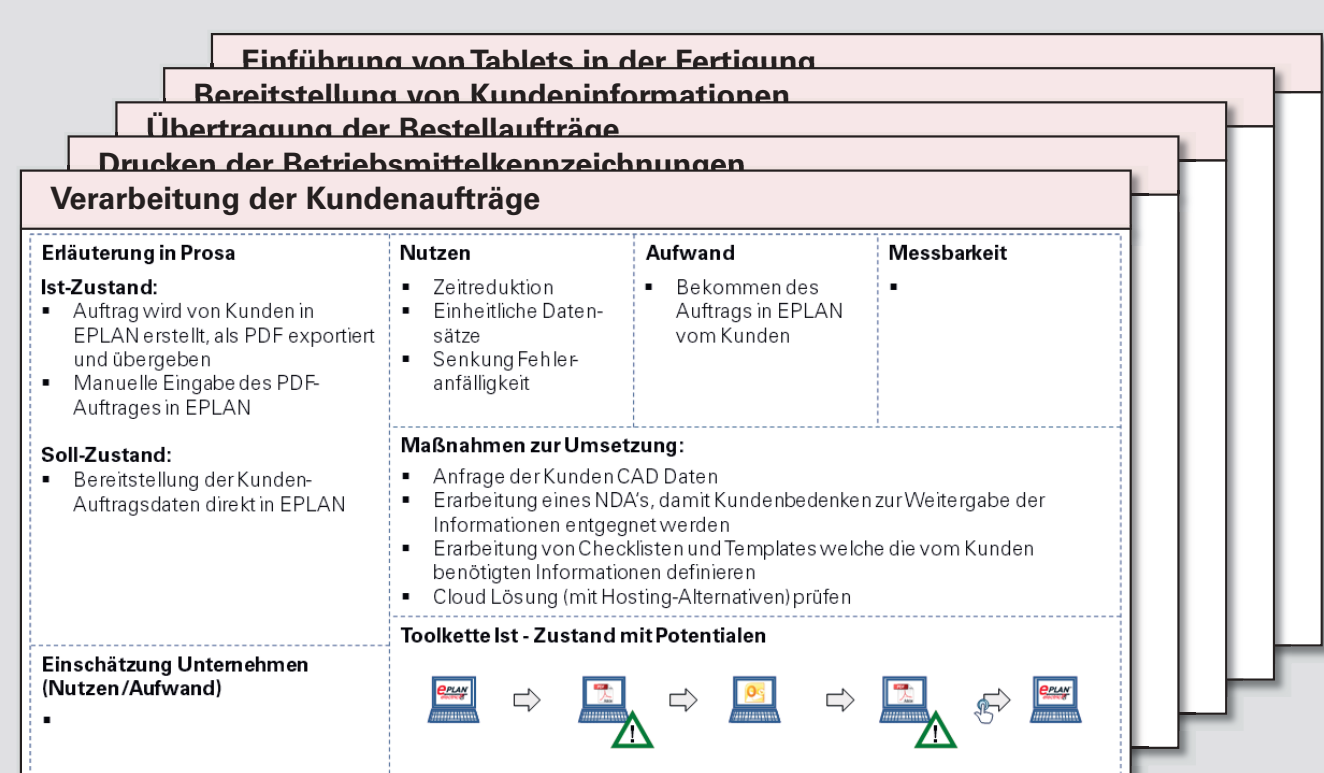 Einführung von Tablets in der Fertigung
Bereitstellung von Kundeninformationen
Übertragung der Bestellaufträge
Drucken der Betriebsmittelkennzeichnungen
Verarbeitung der Kundenaufträge
Erläuterung in Prosa
Ist-Zustand:
▪ Auftrag wird von Kunden in
EPLAN erstellt, als PDF exportiert
und übergeben
▪ Manuelle Eingabe des PDF-
Auftrages in EPLAN
Soll-Zustand:
▪ Bereitstellung der Kunden-
Auftragsdaten direkt in EPLAN
Einschätzung Unternehmen
(Nutzen/Aufwand)
▪
Nutzen
▪ Zeitreduktion
▪ Einheitliche Daten-
sätze
▪ Senkung Fehler-
anfälligkeit
Aufwand
▪ Bekommen des
Auftrags in EPLAN
vom Kunden
Messbarkeit
▪
Maßnahmen zur Umsetzung:
▪ Anfrage der Kunden CAD Daten
▪ Erarbeitung eines NDA's, damit Kundenbedenken zur Weitergabe der
Informationen entgegnet werden
▪ Erarbeitung von Checklisten und Templates welche die vom Kunden
benötigten Informationen definieren
▪ Cloud Lösung (mit Hosting-Alternativen) prüfen
Toolkette Ist - Zustand mit Potentialen
ePLAN
PDF
PDF
ePLAN